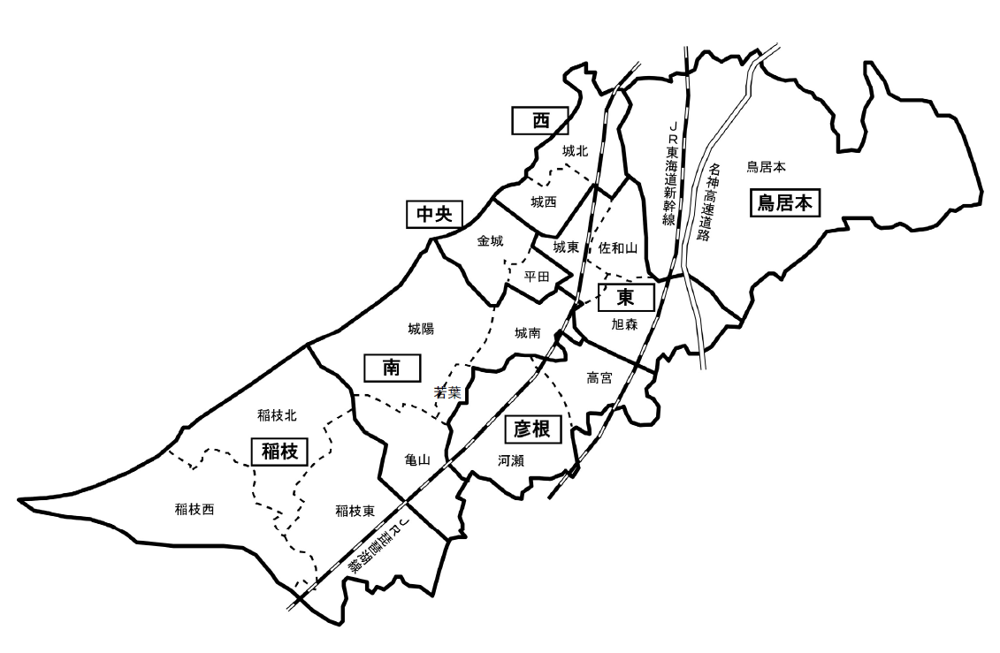 西
城北
JR東海道新幹線
名神高速道路
鳥居本
鳥居本
城西
中央
金城
城東
佐和山
平田
東
旭森
城陽
城南
南
高宮
若葉
稲枝北
彦根
稲枝
亀山
河瀬
稲枝西
稲枝東
JR琵琶湖線